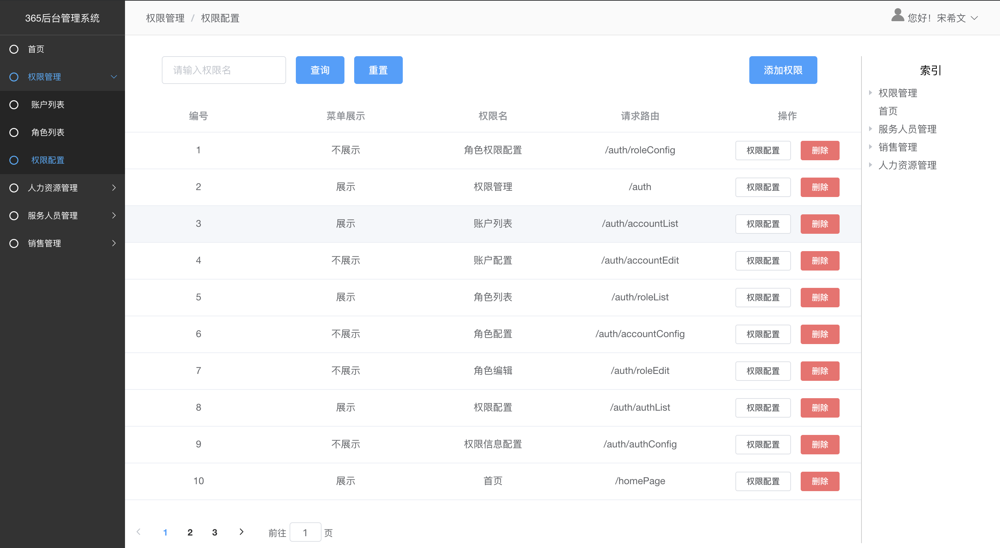 365后台管理系统
首页
权限管理
账户列表
角色列表
权限配置
人力资源管理
服务人员管理
销售管理
权限管理 / 权限配置
您好！宋希文
请输入权限名 查询 重置 添加权限
编号 菜单展示 权限名 请求路由 操作
1 不展示 角色权限配置 /auth/roleConfig 权限配置 删除
2 展示 权限管理 /auth 权限配置 删除
3 展示 账户列表 /auth/accountList 权限配置 删除
4 不展示 账户配置 /auth/accountEdit 权限配置 删除
5 展示 角色列表 /auth/roleList 权限配置 删除
6 不展示 角色配置 /auth/accountConfig 权限配置 删除
7 不展示 角色编辑 /auth/roleEdit 权限配置 删除
8 展示 权限配置 /auth/authList 权限配置 删除
9 不展示 权限信息配置 /auth/authConfig 权限配置 删除
10 展示 首页 /homePage 权限配置 删除
1 2 3 前往 1 页
索引
权限管理
首页
服务人员管理
销售管理
人力资源管理